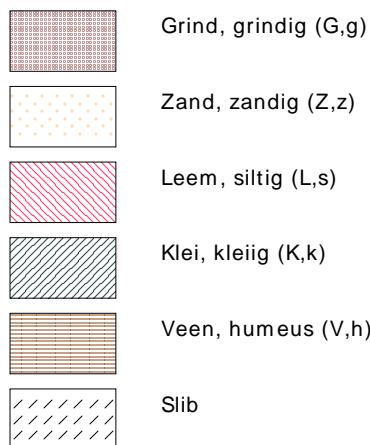 Grind, grindig (G,g)
Zand, zandig (Z,z)
Leem, siltig (L,s)
Klei, kleiig (K,k)
Veen, humeus (V,h)
Slib